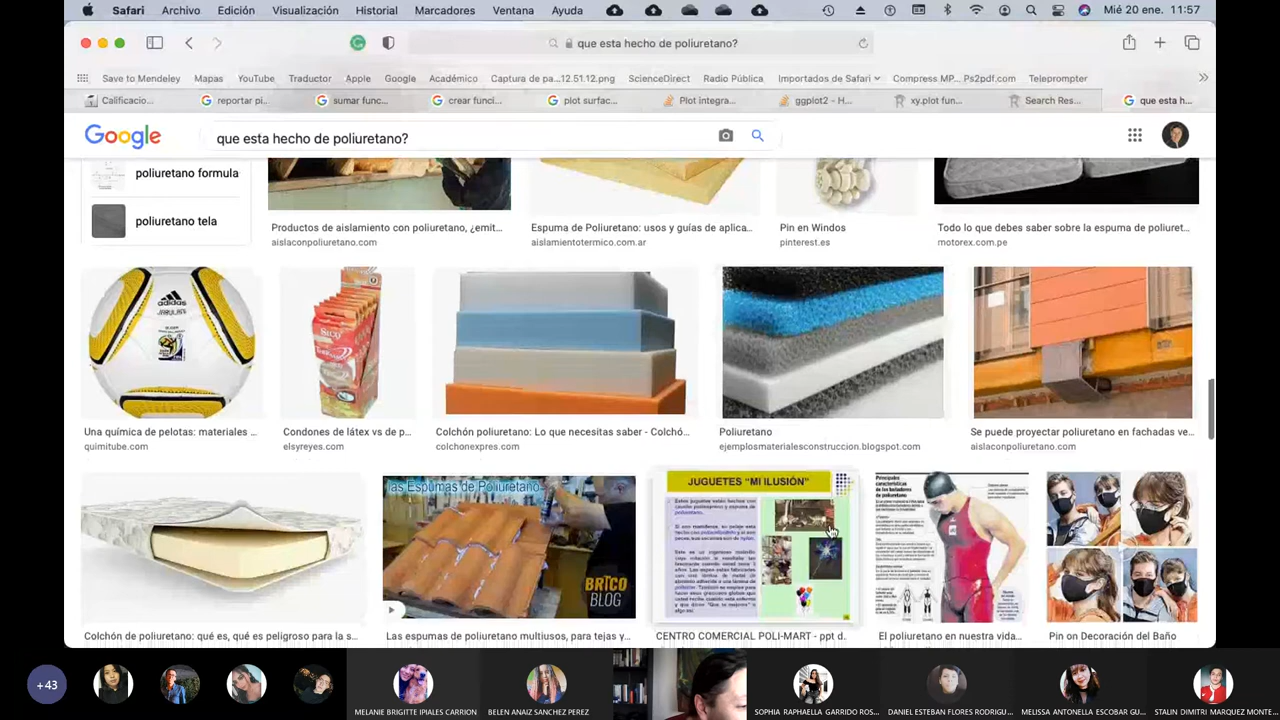 Safari Archivo Edición Visualización Historial Marcadores Ventana Ayuda Mié 20 ene. 11:57
que esta hecho de poliuretano?
Save to Mendeley Mapas YouTube Traductor Apple Google Académico Captura de pa...12.51.12.png ScienceDirect Radio Pública Importados de Safari Compress MP... Ps2pdf.com Teleprompter
Calificacio... reportar pi... sumar func... crear funci... plot surfac... Plot integra... ggplot2 - H... xy.plot fun... Search Res... que esta h...
Google que esta hecho de poliuretano?
poliuretano formula
poliuretano tela
Productos de aislamiento con poliuretano, ¿emit... Espuma de Poliuretano: usos y guías de aplica... Pin en Windos Todo lo que debes saber sobre la espuma de poliuret...
aislaconpoliuretano.com aislamientotermico.com.ar pinterest.es motorex.com.pe
adidas
JABULANI
Una química de pelotas: materiales ... Condones de látex vs de p... Colchón poliuretano: Lo que necesitas saber - Colchó... Poliuretano Se puede proyectar poliuretano en fachadas ve...
quimitube.com elsyreyes.com colchonexpres.com ejemplosmaterialesconstruccion.blogspot.com aislaconpoliuretano.com
las Espumas de Poliuretano
BRICO
BLOG
JUGUETES "MI ILUSIÓN"
Principales
características
de los bañadores
de poliuretano
Colchón de poliuretano: qué es, qué es peligroso para la s... Las espumas de poliuretano multiusos, para tejas y... CENTRO COMERCIAL POLI-MART - ppt d. El poliuretano en nuestra vida... Pin on Decoración del Baño
+43
MELANIE BRIGITTE IPIALES CARRION BELEN ANAIZ SANCHEZ PEREZ SOPHIA RAPHAELLA GARRIDO ROS... DANIEL ESTEBAN FLORES RODRIGU... MELISSA ANTONELLA ESCOBAR GU... STALIN DIMITRI MARQUEZ MONTE...